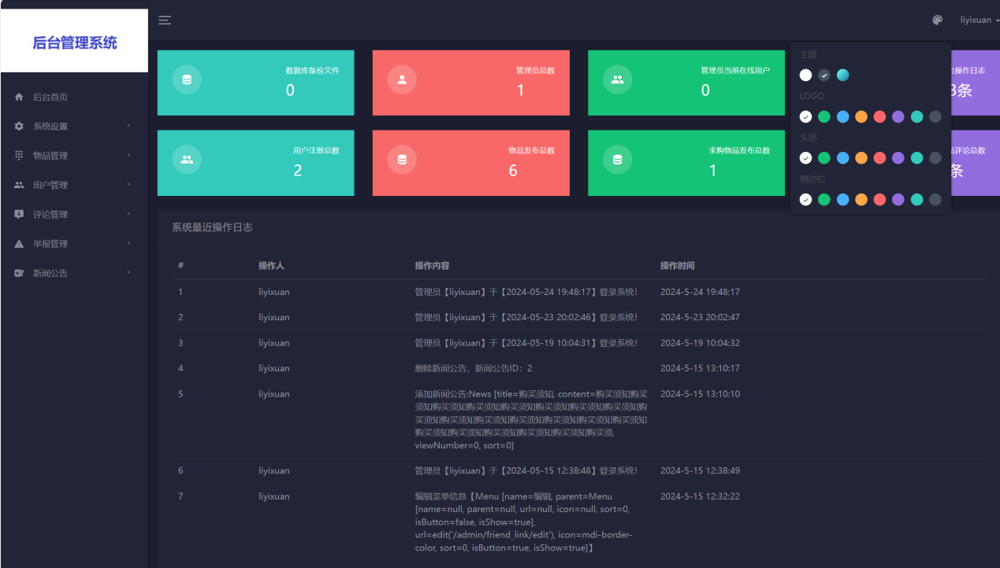 后台管理系统
liyixuan
后台首页
系统设置
物品管理
用户管理
评论管理
举报管理
新闻公告
数据库备份文件
0
管理员总数
1
管理员当前在线用户
0
操作日志
3条
用户注册总数
2
物品发布总数
6
求购物品发布总数
1
评论总数
条
主题
LOGO
头部
侧边栏
系统最近操作日志
# 操作人 操作内容 操作时间
1 liyixuan 管理员【liyixuan】于【2024-05-24 19:48:17】登录系统! 2024-5-24 19:48:17
2 liyixuan 管理员【liyixuan】于【2024-05-23 20:02:46】登录系统! 2024-5-23 20:02:47
3 liyixuan 管理员【liyixuan】于【2024-05-19 10:04:31】登录系统! 2024-5-19 10:04:32
4 liyixuan 删除新闻公告，新闻公告ID：2 2024-5-15 13:10:17
5 liyixuan 添加新闻公告:News [title=购买须知, content=购买须知购买 2024-5-15 13:10:10
须知购买须知购买须知购买须知购买须知购买须知购买须知购
买须知购买须知购买须知购买须知购买须知购买须知购买须知
购买须知购买须知购买须知购买须知购买须知购买须,
viewNumber=0, sort=0]
6 liyixuan 管理员【liyixuan】于【2024-05-15 12:38:48】登录系统! 2024-5-15 12:38:49
7 liyixuan 编辑菜单信息【Menu [name=编辑, parent=Menu 2024-5-15 12:32:22
[name=null, parent=null, url=null, icon=null, sort=0,
isButton=false, isShow=true],
url=edit('/admin/friend_link/edit'), icon=mdi-border-
color, sort=0, isButton=true, isShow=true]】